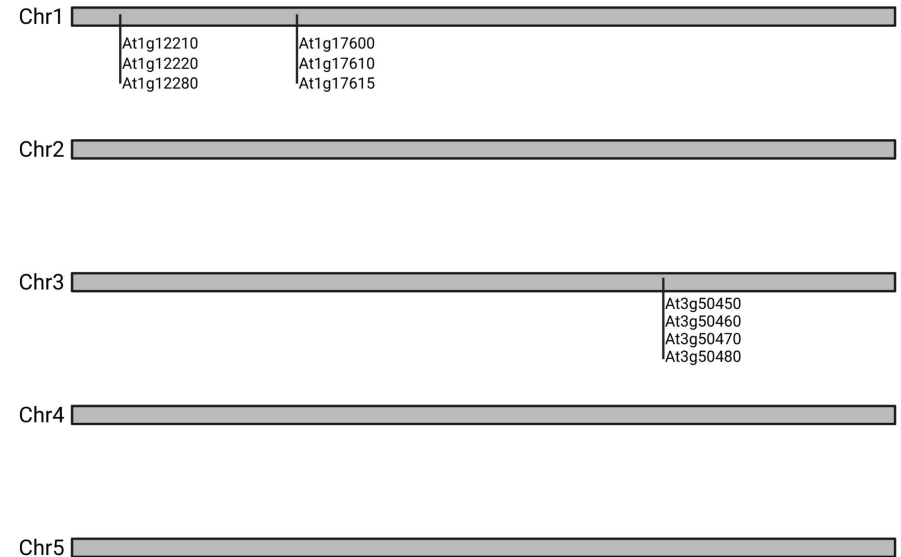 Chr1
At1g12210
At1g12220
At1g12280
At1g17600
At1g17610
At1g17615
Chr2
Chr3
At3g50450
At3g50460
At3g50470
At3g50480
Chr4
Chr5